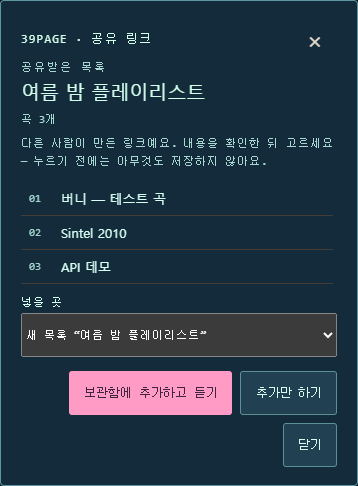 39PAGE · 공유 링크
×
공유받은 목록
여름 밤 플레이리스트
곡 3개
다른 사람이 만든 링크예요. 내용을 확인한 뒤 고르세요
— 누르기 전에는 아무것도 저장하지 않아요.
01 버니 — 테스트 곡
02 Sintel 2010
03 API 데모
넣을 곳
새 목록 “여름 밤 플레이리스트”
보관함에 추가하고 듣기
추가만 하기
닫기